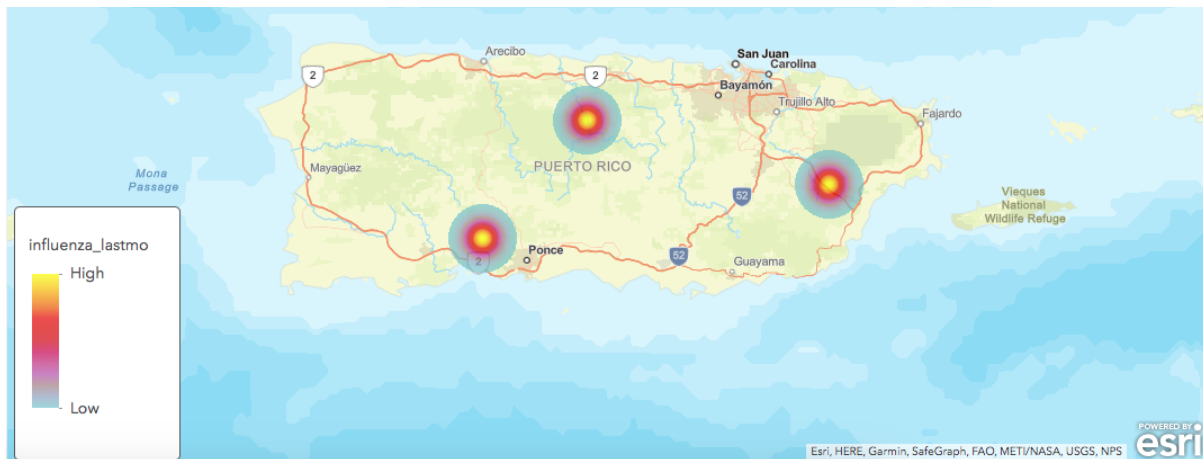 Arecibo
San Juan
Carolina
2
2
Bayamón
Trujillo Alto
Fajardo
Mayagüez
PUERTO RICO
Mona
Passage
52
Vieques
National
Wildlife Refuge
influenza_lastmo
High
Low
Ponce
2
52
Guayama
Esri, HERE, Garmin, SafeGraph, FAO, METI/NASA, USGS, NPS
POWERED BY
esri